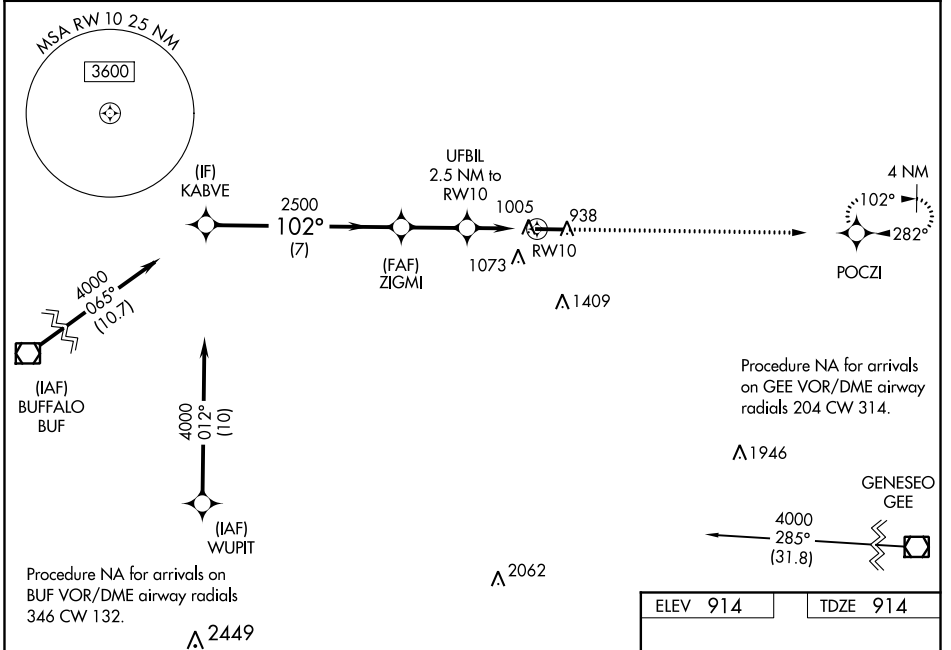 MSA RW 10 25 NM
3600
(IF)
KABVE
2500
102°
(7)
(FAF)
ZIGMI
UFBIL
2.5 NM to
RW10
1005
938
RW10
1073
1409
4 NM
102°
282°
POCZI
4000
065°
(10.7)
(IAF)
BUFFALO
BUF
4000
012°
(10)
(IAF)
WUPIT
Procedure NA for arrivals
on GEE VOR/DME airway
radials 204 CW 314.
1946
GENESEO
GEE
4000
285°
(31.8)
2062
Procedure NA for arrivals on
BUF VOR/DME airway radials
346 CW 132.
2449
ELEV 914
TDZE 914